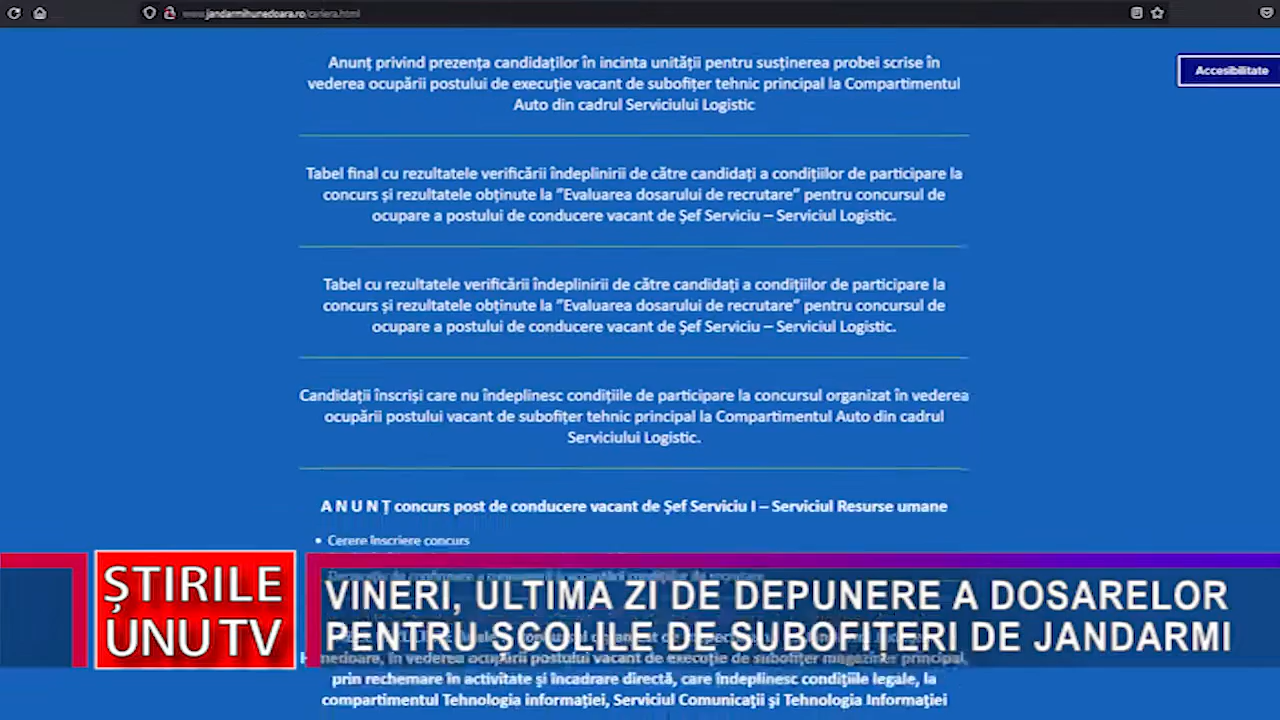 www.jandarmihunedoara.ro/cariera.html
Accesibilitate
Anunț privind prezența candidaților în incinta unității pentru susținerea probei scrise în
vederea ocupării postului de execuție vacant de subofițer tehnic principal la Compartimentul
Auto din cadrul Serviciului Logistic
Tabel final cu rezultatele verificării îndeplinirii de către candidați a condițiilor de participare la
concurs și rezultatele obținute la ”Evaluarea dosarului de recrutare” pentru concursul de
ocupare a postului de conducere vacant de Șef Serviciu – Serviciul Logistic.
Tabel cu rezultatele verificării îndeplinirii de către candidați a condițiilor de participare la
concurs și rezultatele obținute la ”Evaluarea dosarului de recrutare” pentru concursul de
ocupare a postului de conducere vacant de Șef Serviciu – Serviciul Logistic.
Candidații înscriși care nu îndeplinesc condițiile de participare la concursul organizat în vederea
ocupării postului vacant de subofițer tehnic principal la Compartimentul Auto din cadrul
Serviciului Logistic.
A N U N Ț concurs post de conducere vacant de Șef Serviciu I – Serviciul Resurse umane
• Cerere înscriere concurs
ȘTIRILE
UNU TV
VINERI, ULTIMA ZI DE DEPUNERE A DOSARELOR
PENTRU ȘCOLILE DE SUBOFIȚERI DE JANDARMI
în vederea ocupării postului vacant de execuție de subofițer magaziner principal,
prin rechemare în activitate și încadrare directă, care îndeplinesc condițiile legale, la
compartimentul Tehnologia informației, Serviciul Comunicații și Tehnologia Informației